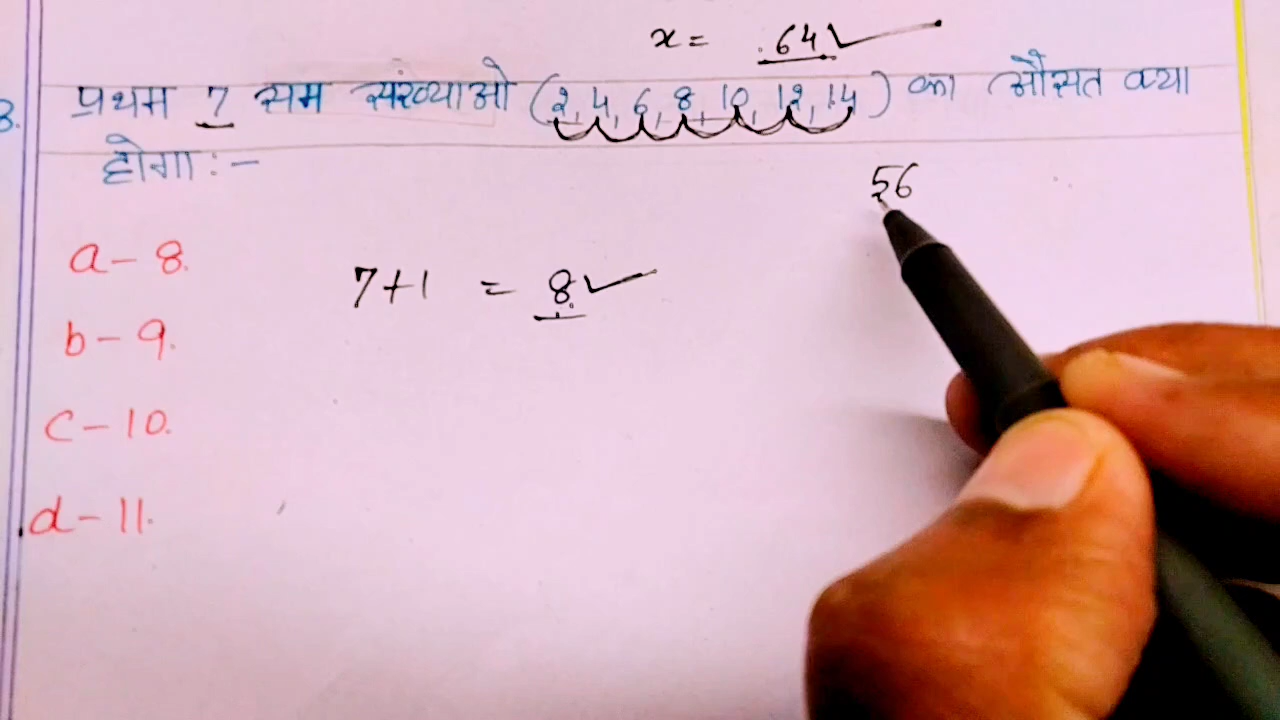 x = .64 ✓
3. प्रथम 7 सम संख्याओ (2,4,6,8,10,12,14) का औसत क्या
होगा:-
56
a-8.
7+1 = 8 ✓
b-9.
c-10.
d-11.